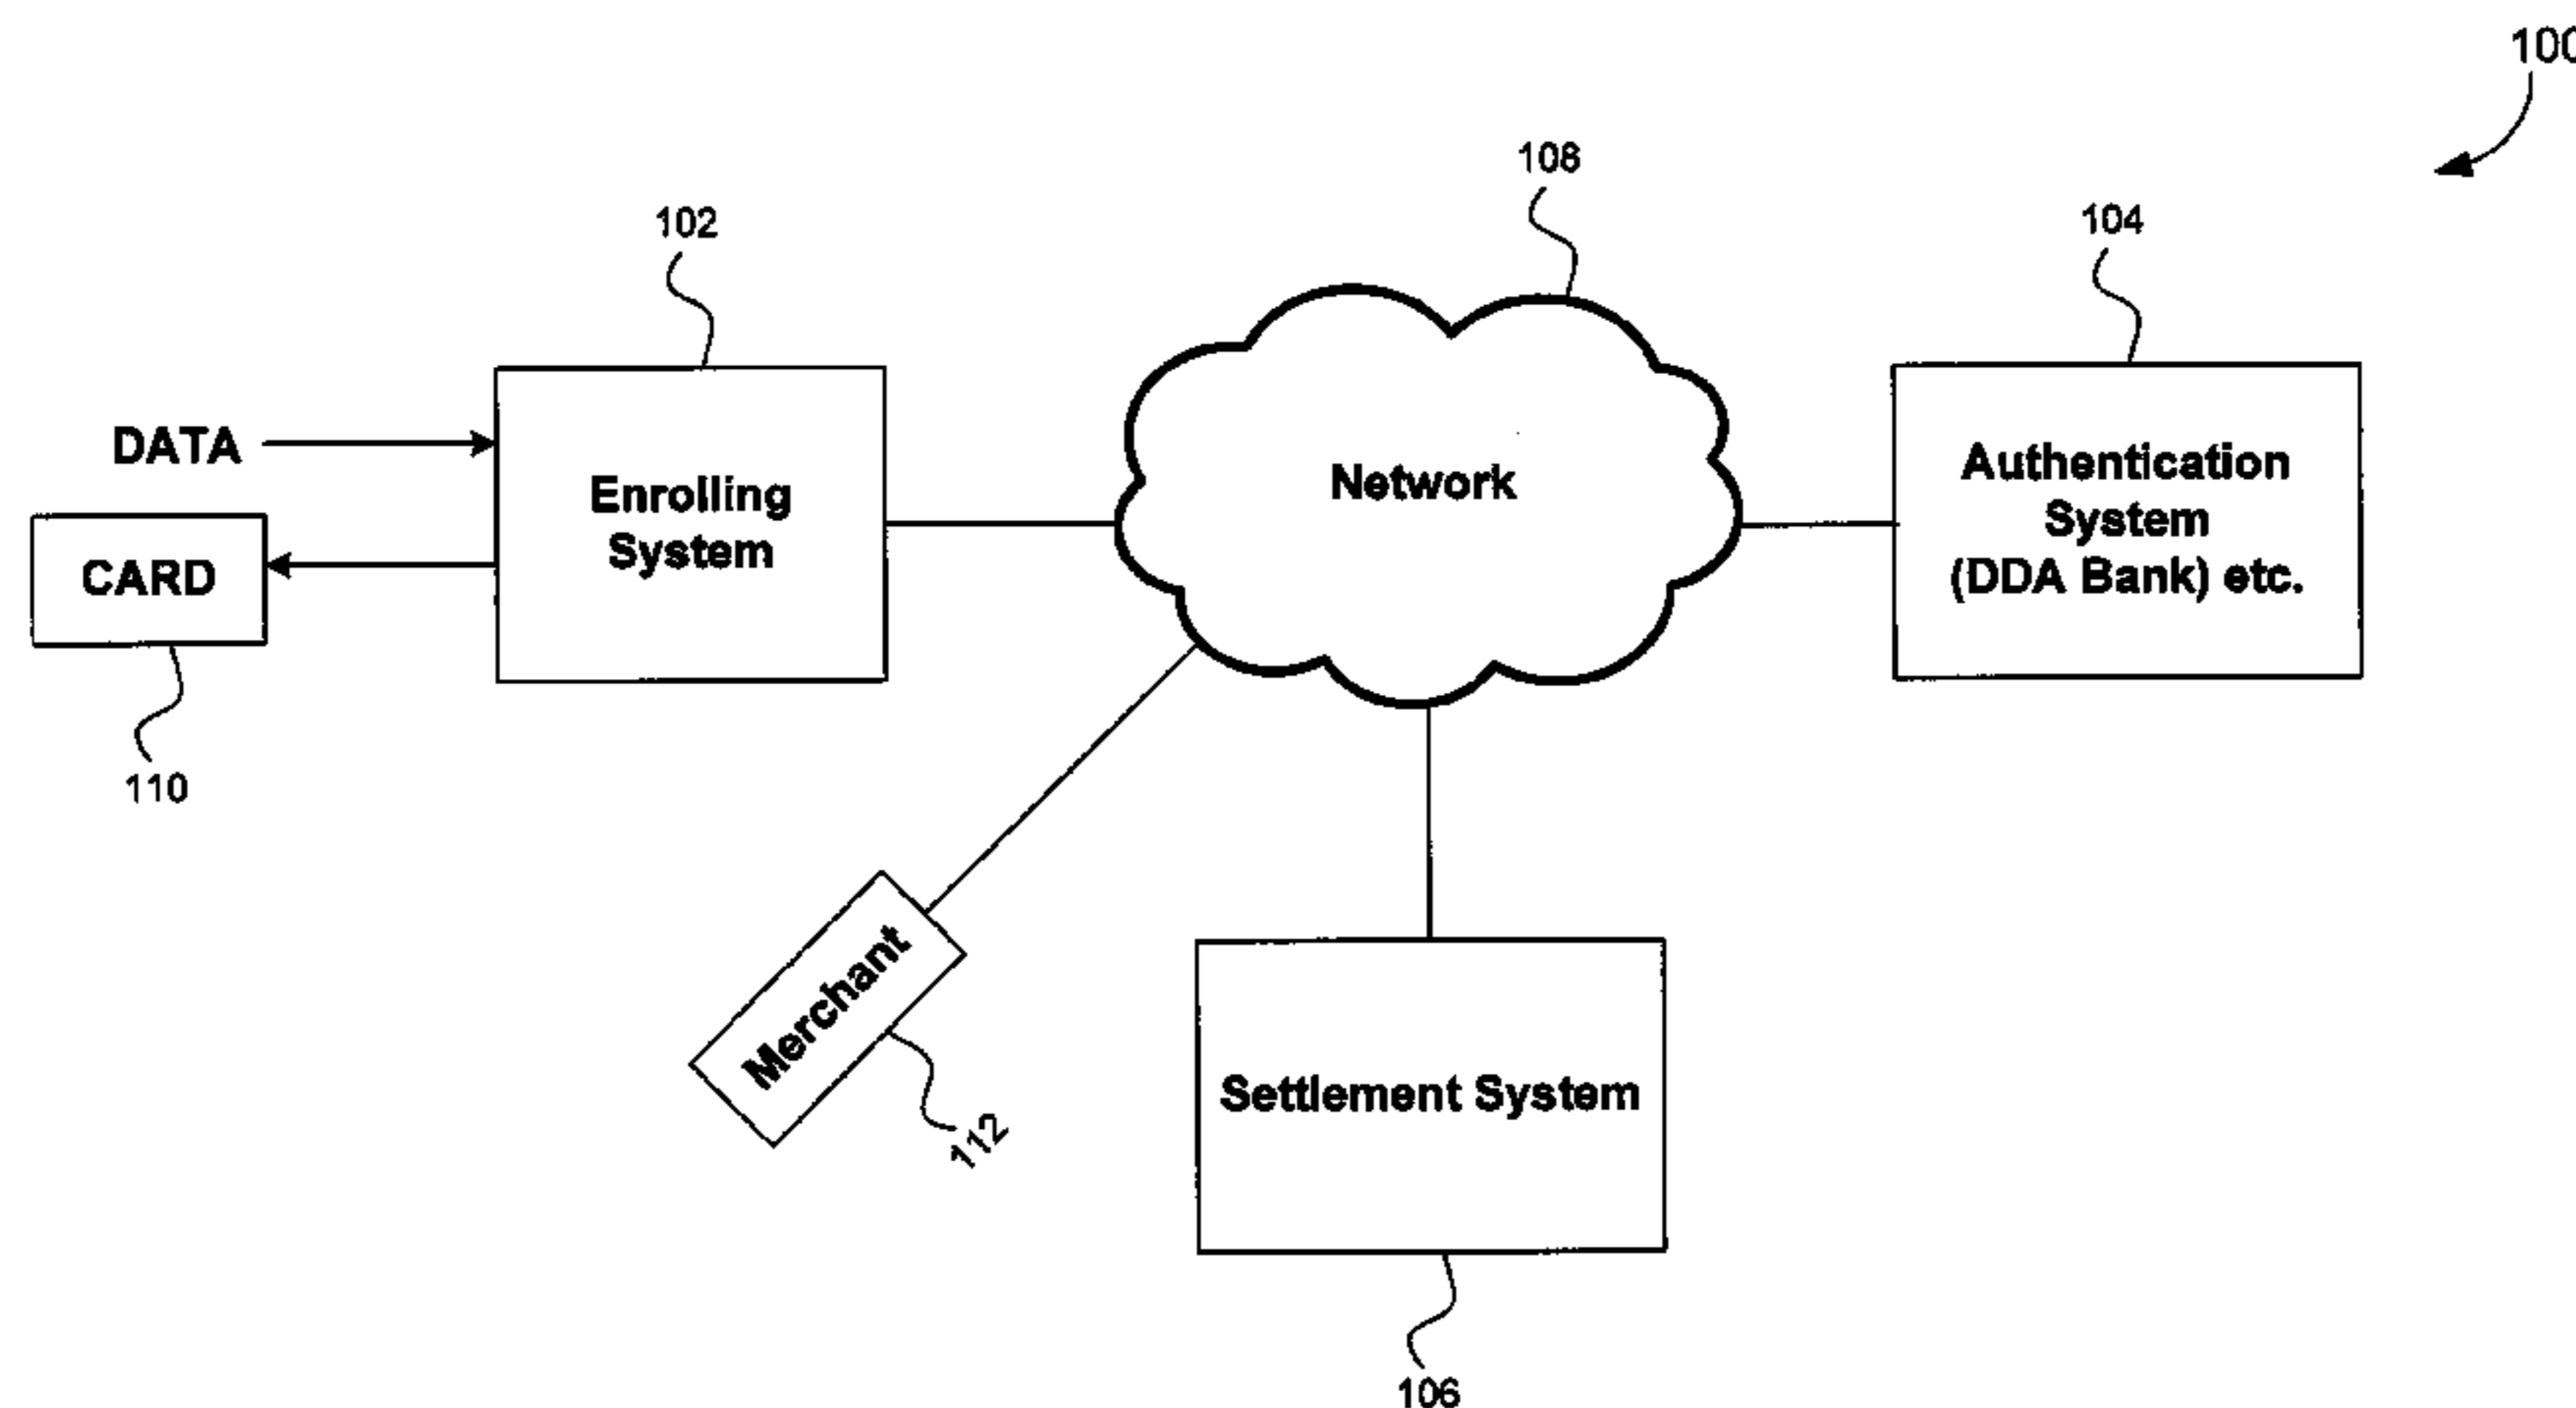 100
108
102
104
DATA
Enrolling
System
CARD
Network
Authentication
System
(DDA Bank) etc.
110
Merchant
112
Settlement System
106